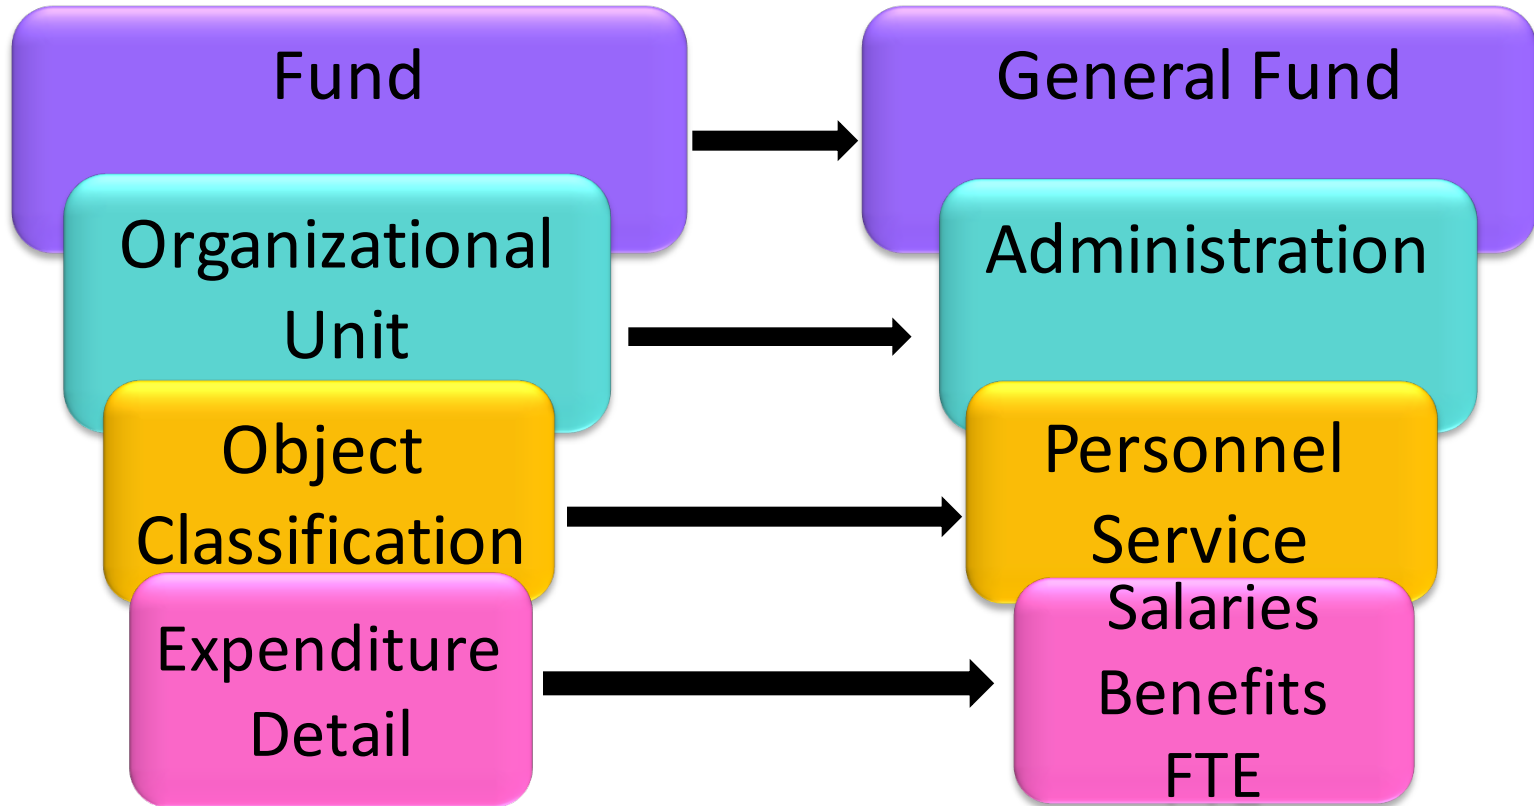 Fund
General Fund
Organizational
Unit
Administration
Object
Classification
Personnel
Service
Expenditure
Detail
Salaries
Benefits
FTE